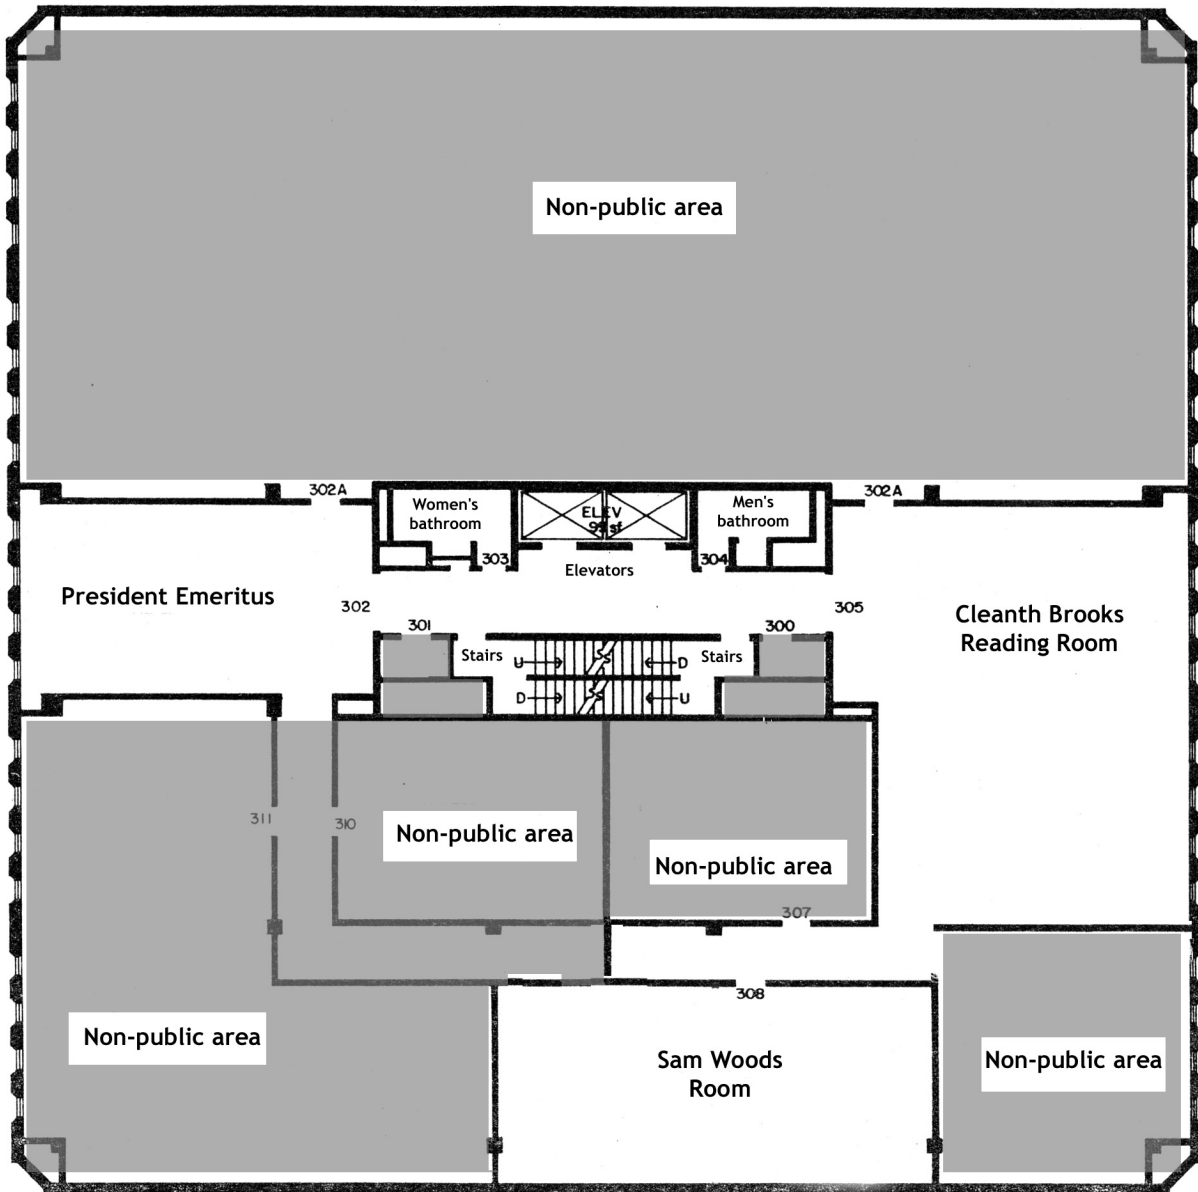 Non-public area
302A
302A
Women's
bathroom
ELEV
99 sf
Men's
bathroom
303
304
Elevators
President Emeritus
302
305
Cleanth Brooks
Reading Room
301
300
Stairs
U
D
Stairs
D
U
311
310
Non-public area
Non-public area
307
308
Non-public area
Sam Woods
Room
Non-public area